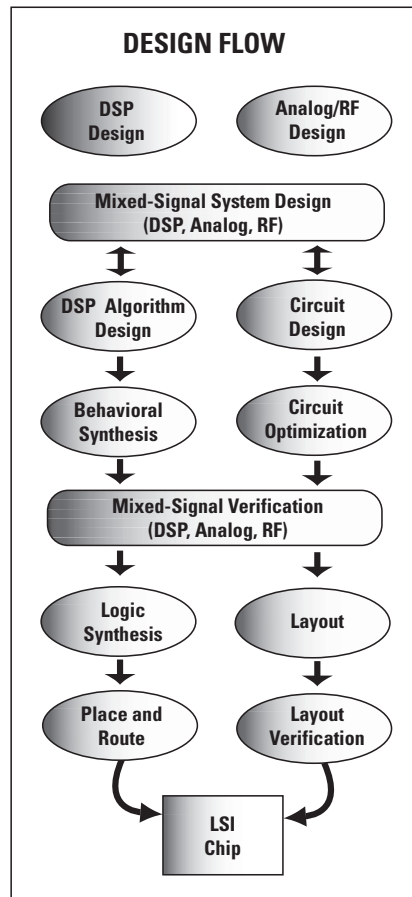 DESIGN FLOW
DSP
Design
Analog/RF
Design
Mixed-Signal System Design
(DSP, Analog, RF)
DSP Algorithm
Design
Circuit
Design
Behavioral
Synthesis
Circuit
Optimization
Mixed-Signal Verification
(DSP, Analog, RF)
Logic
Synthesis
Layout
Place and
Route
Layout
Verification
LSI
Chip